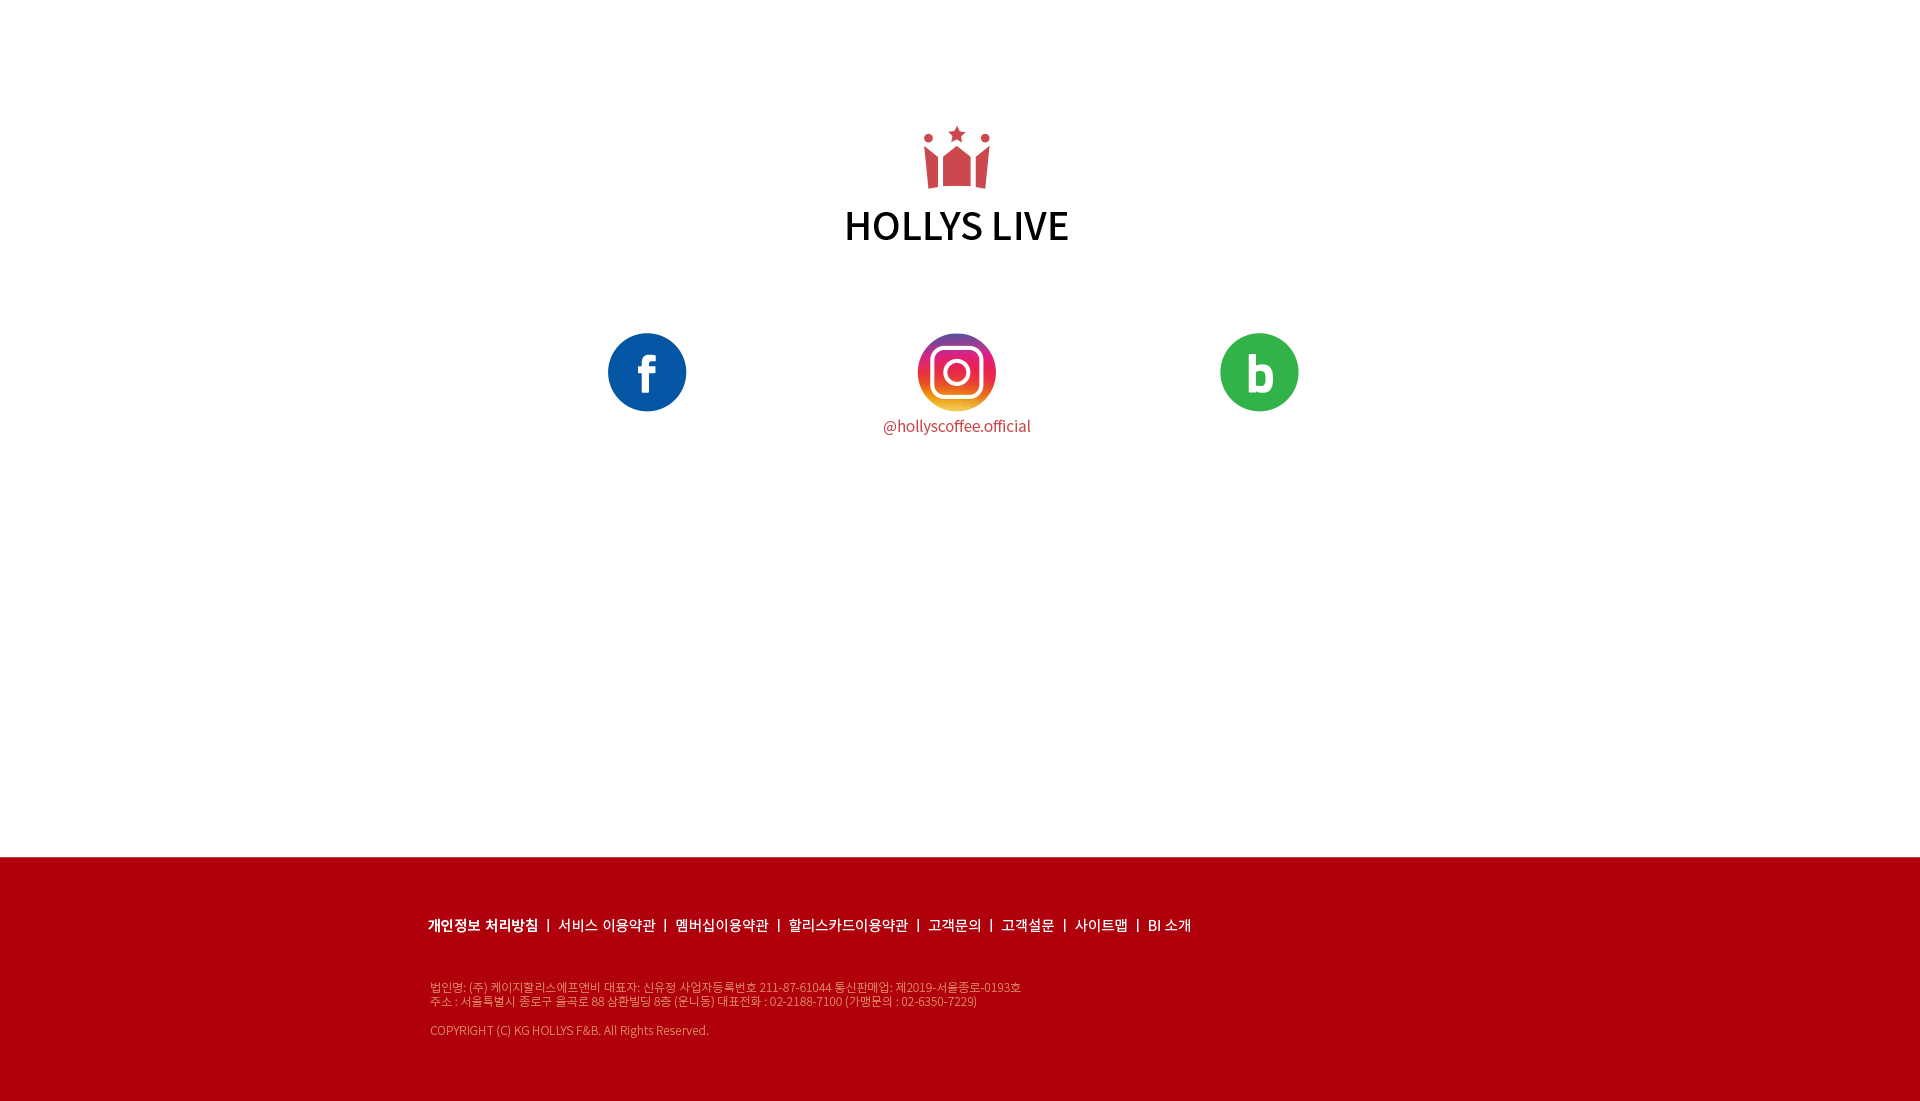 HOLLYS LIVE
f
b
@hollyscoffee.official
개인정보 처리방침 | 서비스 이용약관 | 멤버십이용약관 | 할리스카드이용약관 | 고객문의 | 고객설문 | 사이트맵 | BI 소개
법인명: (주) 케이지할리스에프앤비 대표자: 신유정 사업자등록번호 211-87-61044 통신판매업: 제2019-서울종로-0193호
주소 : 서울특별시 종로구 율곡로 88 삼환빌딩 8층 (운니동) 대표전화 : 02-2188-7100 (가맹문의 : 02-6350-7229)
COPYRIGHT (C) KG HOLLYS F&B. All Rights Reserved.